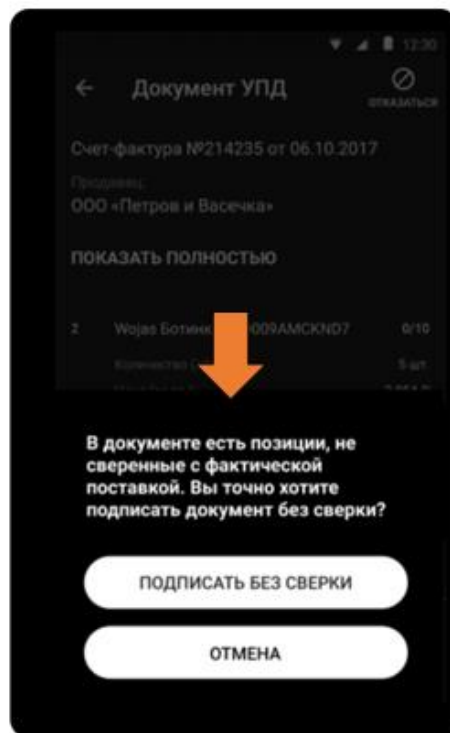 12:30
Документ УПД
ОТКАЗАТЬСЯ
Счет-фактура №214235 от 06.10.2017
Продавец:
ООО «Петров и Васечка»
ПОКАЗАТЬ ПОЛНОСТЬЮ
2 Wojas Ботинк 009AMCKND7 0/10
Количество 5 шт.
В документе есть позиции, не
сверенные с фактической
поставкой. Вы точно хотите
подписать документ без сверки?
ПОДПИСАТЬ БЕЗ СВЕРКИ
ОТМЕНА